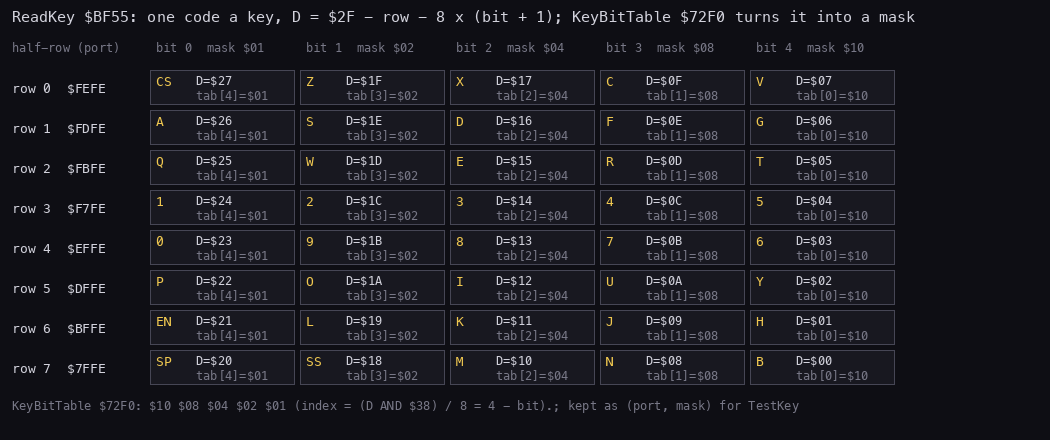 ReadKey $BF55: one code a key, D = $2F − row − 8 x (bit + 1); KeyBitTable $72F0 turns it into a mask
half−row (port) bit 0 mask $01 bit 1 mask $02 bit 2 mask $04 bit 3 mask $08 bit 4 mask $10
row 0 $FEFE CS D=$27 Z D=$1F X D=$17 C D=$0F V D=$07
tab[4]=$01 tab[3]=$02 tab[2]=$04 tab[1]=$08 tab[0]=$10
row 1 $FDFE A D=$26 S D=$1E D D=$16 F D=$0E G D=$06
tab[4]=$01 tab[3]=$02 tab[2]=$04 tab[1]=$08 tab[0]=$10
row 2 $FBFE Q D=$25 W D=$1D E D=$15 R D=$0D T D=$05
tab[4]=$01 tab[3]=$02 tab[2]=$04 tab[1]=$08 tab[0]=$10
row 3 $F7FE 1 D=$24 2 D=$1C 3 D=$14 4 D=$0C 5 D=$04
tab[4]=$01 tab[3]=$02 tab[2]=$04 tab[1]=$08 tab[0]=$10
row 4 $EFFE 0 D=$23 9 D=$1B 8 D=$13 7 D=$0B 6 D=$03
tab[4]=$01 tab[3]=$02 tab[2]=$04 tab[1]=$08 tab[0]=$10
row 5 $DFFE P D=$22 O D=$1A I D=$12 U D=$0A Y D=$02
tab[4]=$01 tab[3]=$02 tab[2]=$04 tab[1]=$08 tab[0]=$10
row 6 $BFFE EN D=$21 L D=$19 K D=$11 J D=$09 H D=$01
tab[4]=$01 tab[3]=$02 tab[2]=$04 tab[1]=$08 tab[0]=$10
row 7 $7FFE SP D=$20 SS D=$18 M D=$10 N D=$08 B D=$00
tab[4]=$01 tab[3]=$02 tab[2]=$04 tab[1]=$08 tab[0]=$10
KeyBitTable $72F0: $10 $08 $04 $02 $01 (index = (D AND $38) / 8 = 4 − bit).; kept as (port, mask) for TestKey